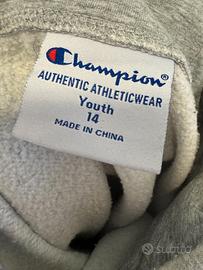 Champion
AUTHENTIC ATHLETICWEAR
Youth
14
MADE IN CHINA
subito